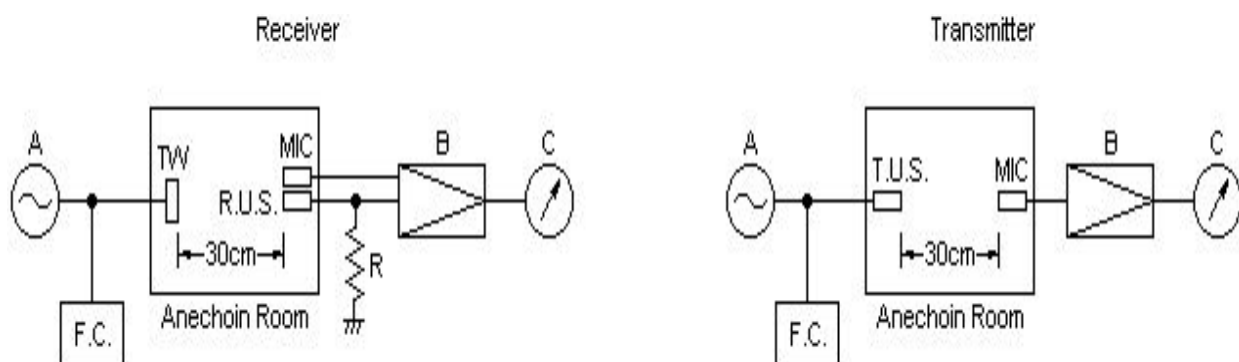 Receiver
A
TW
MIC
R.U.S.
30cm
B
C
R
F.C.
Anechoin Room
Transmitter
A
T.U.S.
MIC
30cm
B
C
F.C.
Anechoin Room